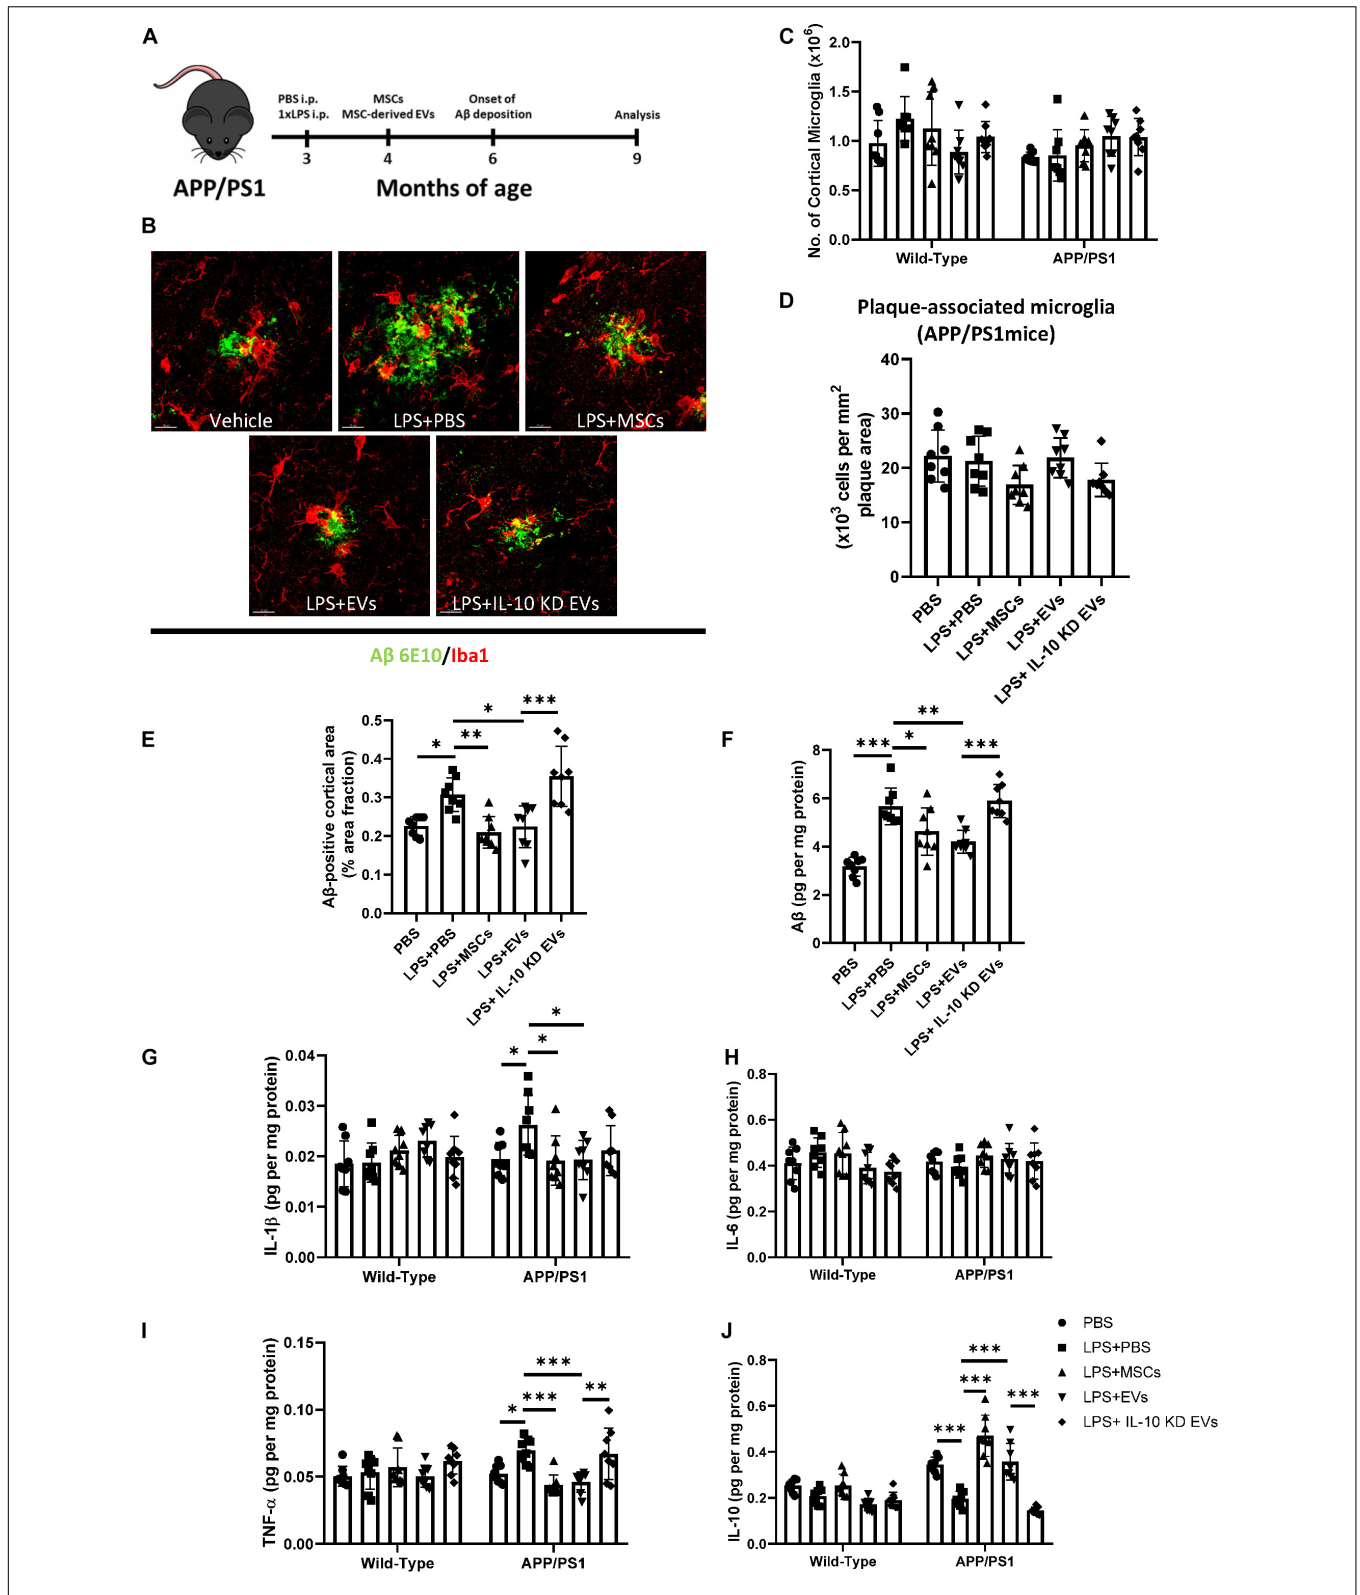 A
PBS i.p.
1xLPS i.p.
MSCs
MSC-derived EVs
Onset of
Aβ deposition
Analysis
3
4
6
9
APP/PS1
Months of age
B
Vehicle
LPS+PBS
LPS+MSCs
LPS+EVs
LPS+IL-10 KD EVs
Aβ 6E10/Iba1
C
No. of Cortical Microglia (x10⁶)
2.0
1.5
1.0
0.5
0.0
Wild-Type
APP/PS1
D
Plaque-associated microglia
(APP/PS1mice)
(x10³ cells per mm²
plaque area)
40
30
20
10
0
PBS
LPS+PBS
LPS+MSCs
LPS+EVs
LPS+ IL-10 KD EVs
E
Aβ-positive cortical area
(% area fraction)
0.5
0.4
0.3
0.2
0.1
0.0
*
**
*
***
PBS
LPS+PBS
LPS+MSCs
LPS+EVs
LPS+ IL-10 KD EVs
F
Aβ (pg per mg protein)
8
6
4
2
0
***
*
**
***
PBS
LPS+PBS
LPS+MSCs
LPS+EVs
LPS+ IL-10 KD EVs
G
IL-1β (pg per mg protein)
0.04
0.03
0.02
0.01
0.00
*
*
*
Wild-Type
APP/PS1
H
IL-6 (pg per mg protein)
0.8
0.6
0.4
0.2
0.0
Wild-Type
APP/PS1
I
TNF-α (pg per mg protein)
0.15
0.10
0.05
0.00
*
***
***
**
Wild-Type
APP/PS1
J
IL-10 (pg per mg protein)
0.8
0.6
0.4
0.2
0.0
***
***
***
***
Wild-Type
APP/PS1
PBS
LPS+PBS
LPS+MSCs
LPS+EVs
LPS+ IL-10 KD EVs